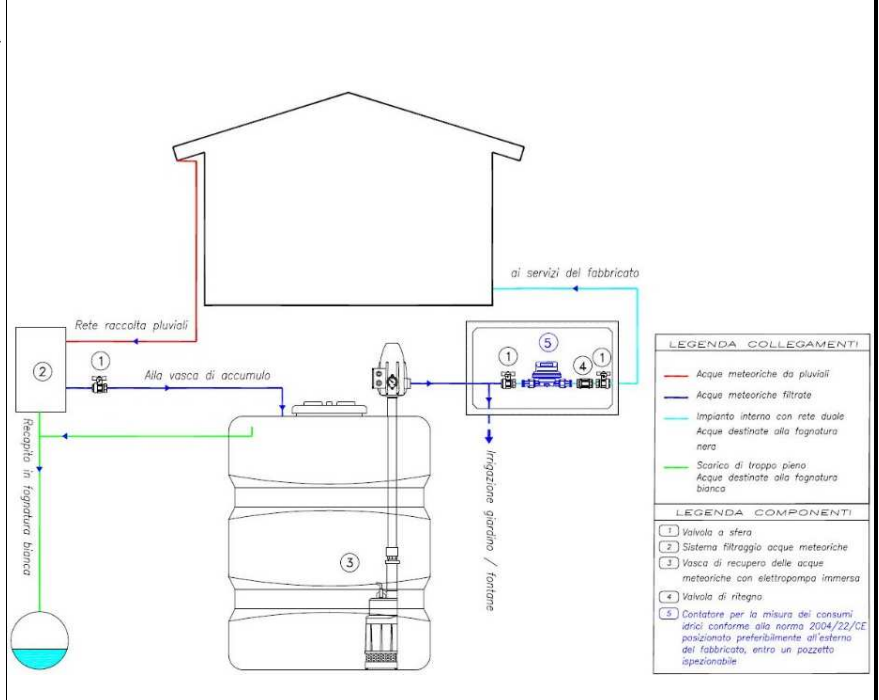 ai servizi del fabbricato
Rete raccolta pluviali
5
1
1
4
1
2
Alla vasca di accumulo
Recapito in fognatura bianca
Irrigazione giardino / fontane
3
LEGENDA COLLEGAMENTI
Acque meteoriche da pluviali
Acque meteoriche filtrate
Impianto interno con rete duale
Acque destinate alla fognatura
nera
Scarico di troppo pieno
Acque destinate alla fognatura
bianca
LEGENDA COMPONENTI
1 Valvola a sfera
2 Sistema filtraggio acque meteoriche
3 Vasca di recupero delle acque
meteoriche con elettropompa immersa
4 Valvola di ritegno
5 Contatore per la misura dei consumi
idrici conforme alla norma 2004/22/CE
posizionato preferibilmente all'esterno
del fabbricato, entro un pozzetto
ispezionabile